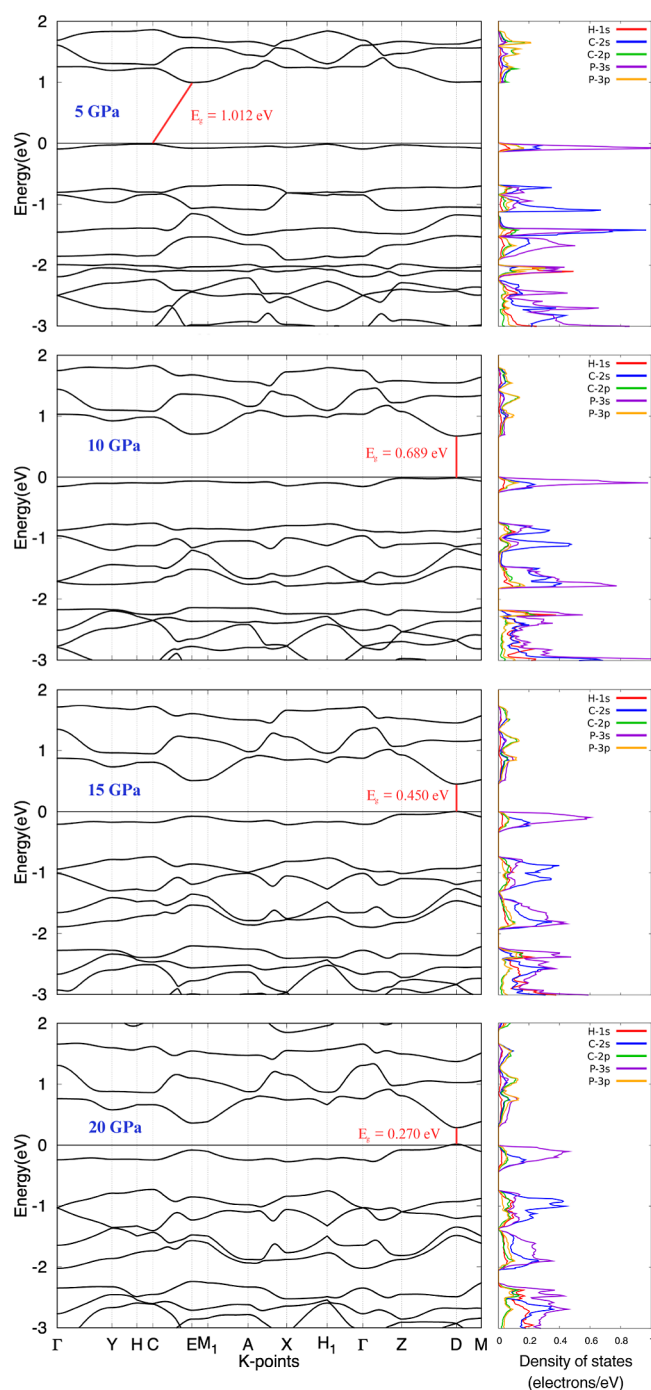 2
H-1s
C-2s
1
C-2p
P-3s
P-3p
5 GPa
E_g = 1.012 eV
0
Energy(eV)
-1
-2
-3
2
H-1s
C-2s
1
C-2p
P-3s
P-3p
10 GPa
E_g = 0.689 eV
0
Energy(eV)
-1
-2
-3
2
H-1s
C-2s
1
C-2p
P-3s
P-3p
15 GPa
E_g = 0.450 eV
0
Energy(eV)
-1
-2
-3
2
H-1s
C-2s
1
C-2p
P-3s
P-3p
20 GPa
E_g = 0.270 eV
0
Energy(eV)
-1
-2
-3
Γ Y H C E M₁ A X H₁ Γ Z D M
0 0.2 0.4 0.6 0.8 1
K-points
Density of states
(electrons/eV)